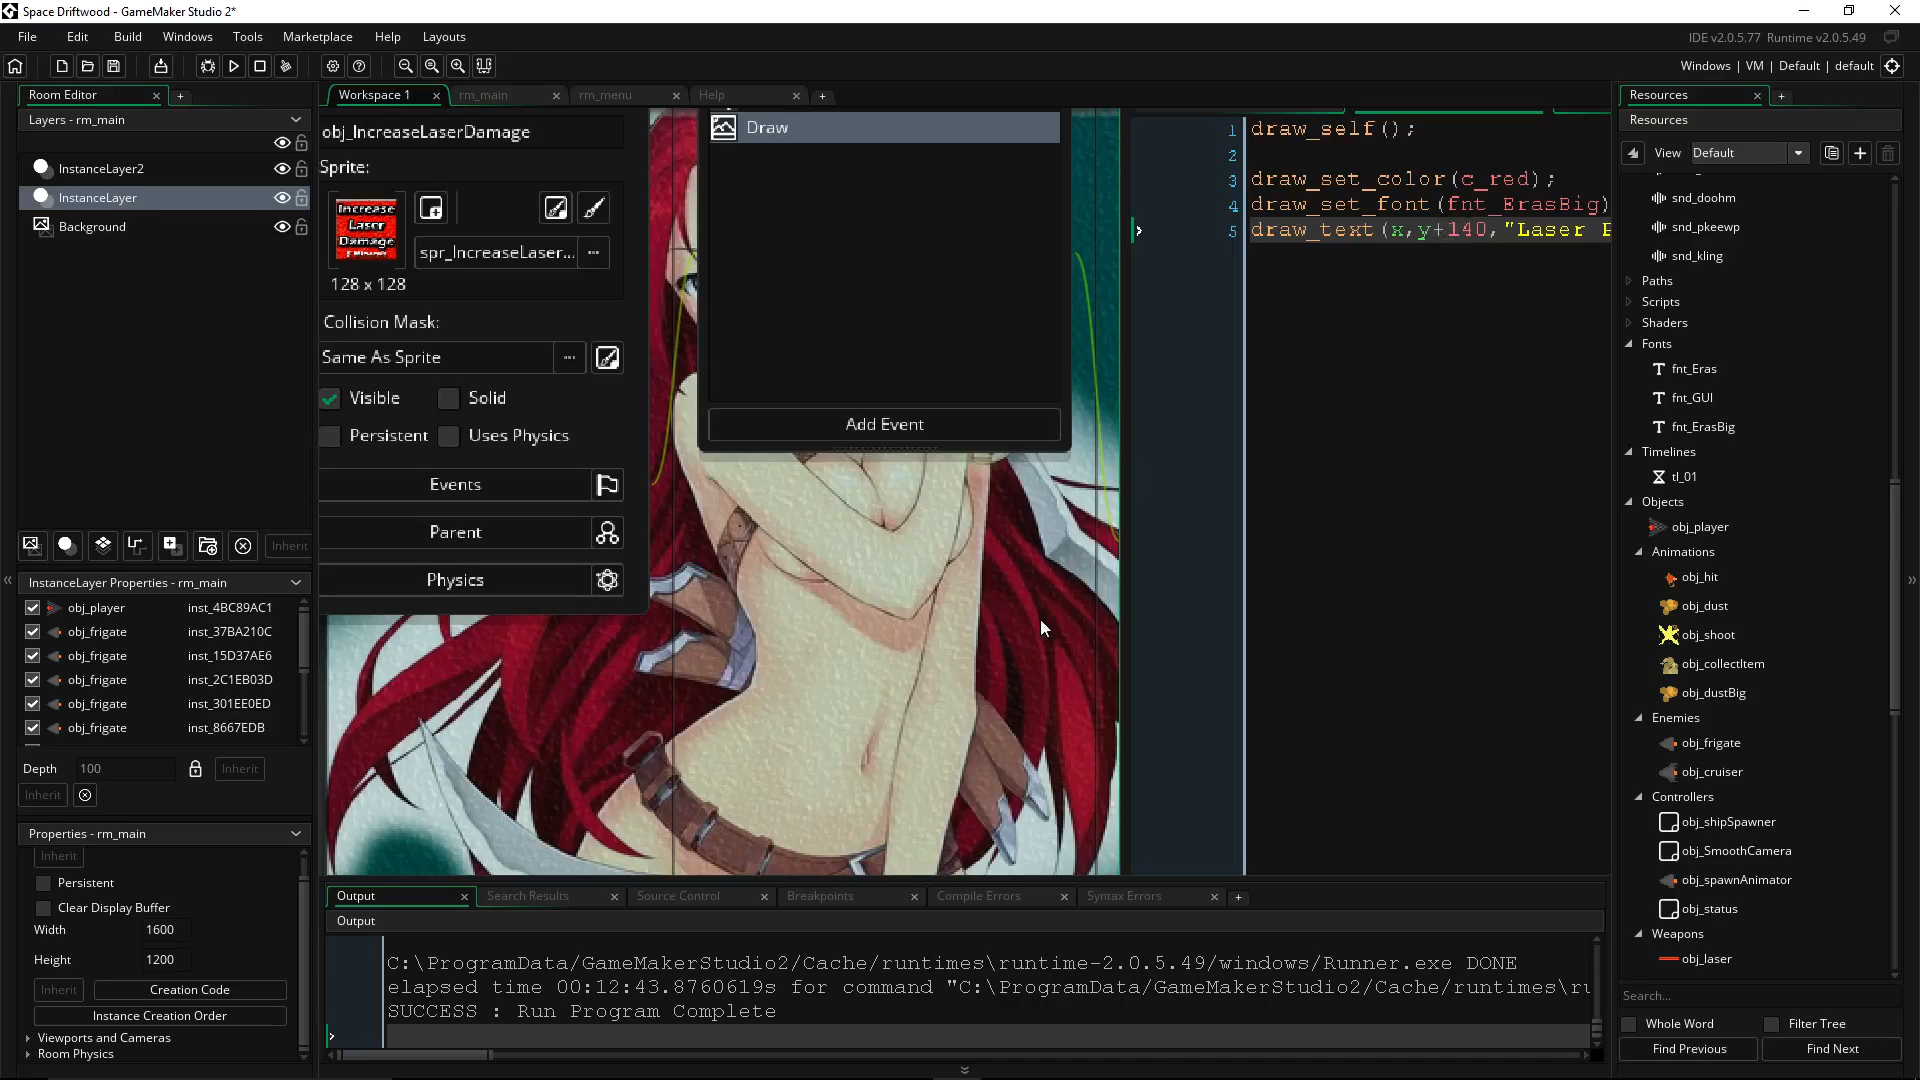 Space Driftwood - GameMaker Studio 2*
File Edit Build Windows Tools Marketplace Help Layouts
IDE v2.0.5.77 Runtime v2.0.5.49
Windows | VM | Default | default
Room Editor
Layers - rm_main
InstanceLayer2
InstanceLayer
Background
Inherit
InstanceLayer Properties - rm_main
obj_player inst_4BC89AC1
obj_frigate inst_37BA210C
obj_frigate inst_15D37AE6
obj_frigate inst_2C1EB03D
obj_frigate inst_301EE0ED
obj_frigate inst_8667EDB
Depth 100 Inherit
Inherit
Properties - rm_main
Inherit
Persistent
Clear Display Buffer
Width 1600
Height 1200
Inherit Creation Code
Instance Creation Order
Viewports and Cameras
Room Physics
Workspace 1 rm_main rm_menu Help
obj_IncreaseLaserDamage
Sprite:
Increase
Laser
Damage
spr_IncreaseLaser...
128 x 128
Collision Mask:
Same As Sprite
Visible Solid
Persistent Uses Physics
Events
Parent
Physics
Draw
Add Event
1 draw_self();
2
3 draw_set_color(c_red);
4 draw_set_font(fnt_ErasBig)
5 draw_text(x,y+140,"Laser
Output Search Results Source Control Breakpoints Compile Errors Syntax Errors
Output
C:\ProgramData/GameMakerStudio2/Cache/runtimes\runtime-2.0.5.49/windows/Runner.exe DONE
elapsed time 00:12:43.8760619s for command "C:\ProgramData/GameMakerStudio2/Cache/runtimes\ru
SUCCESS : Run Program Complete
Resources
Resources
View Default
snd_doohm
snd_pkeewp
snd_kling
Paths
Scripts
Shaders
Fonts
fnt_Eras
fnt_GUI
fnt_ErasBig
Timelines
tl_01
Objects
obj_player
Animations
obj_hit
obj_dust
obj_shoot
obj_collectItem
obj_dustBig
Enemies
obj_frigate
obj_cruiser
Controllers
obj_shipSpawner
obj_SmoothCamera
obj_spawnAnimator
obj_status
Weapons
obj_laser
Search...
Whole Word Filter Tree
Find Previous Find Next